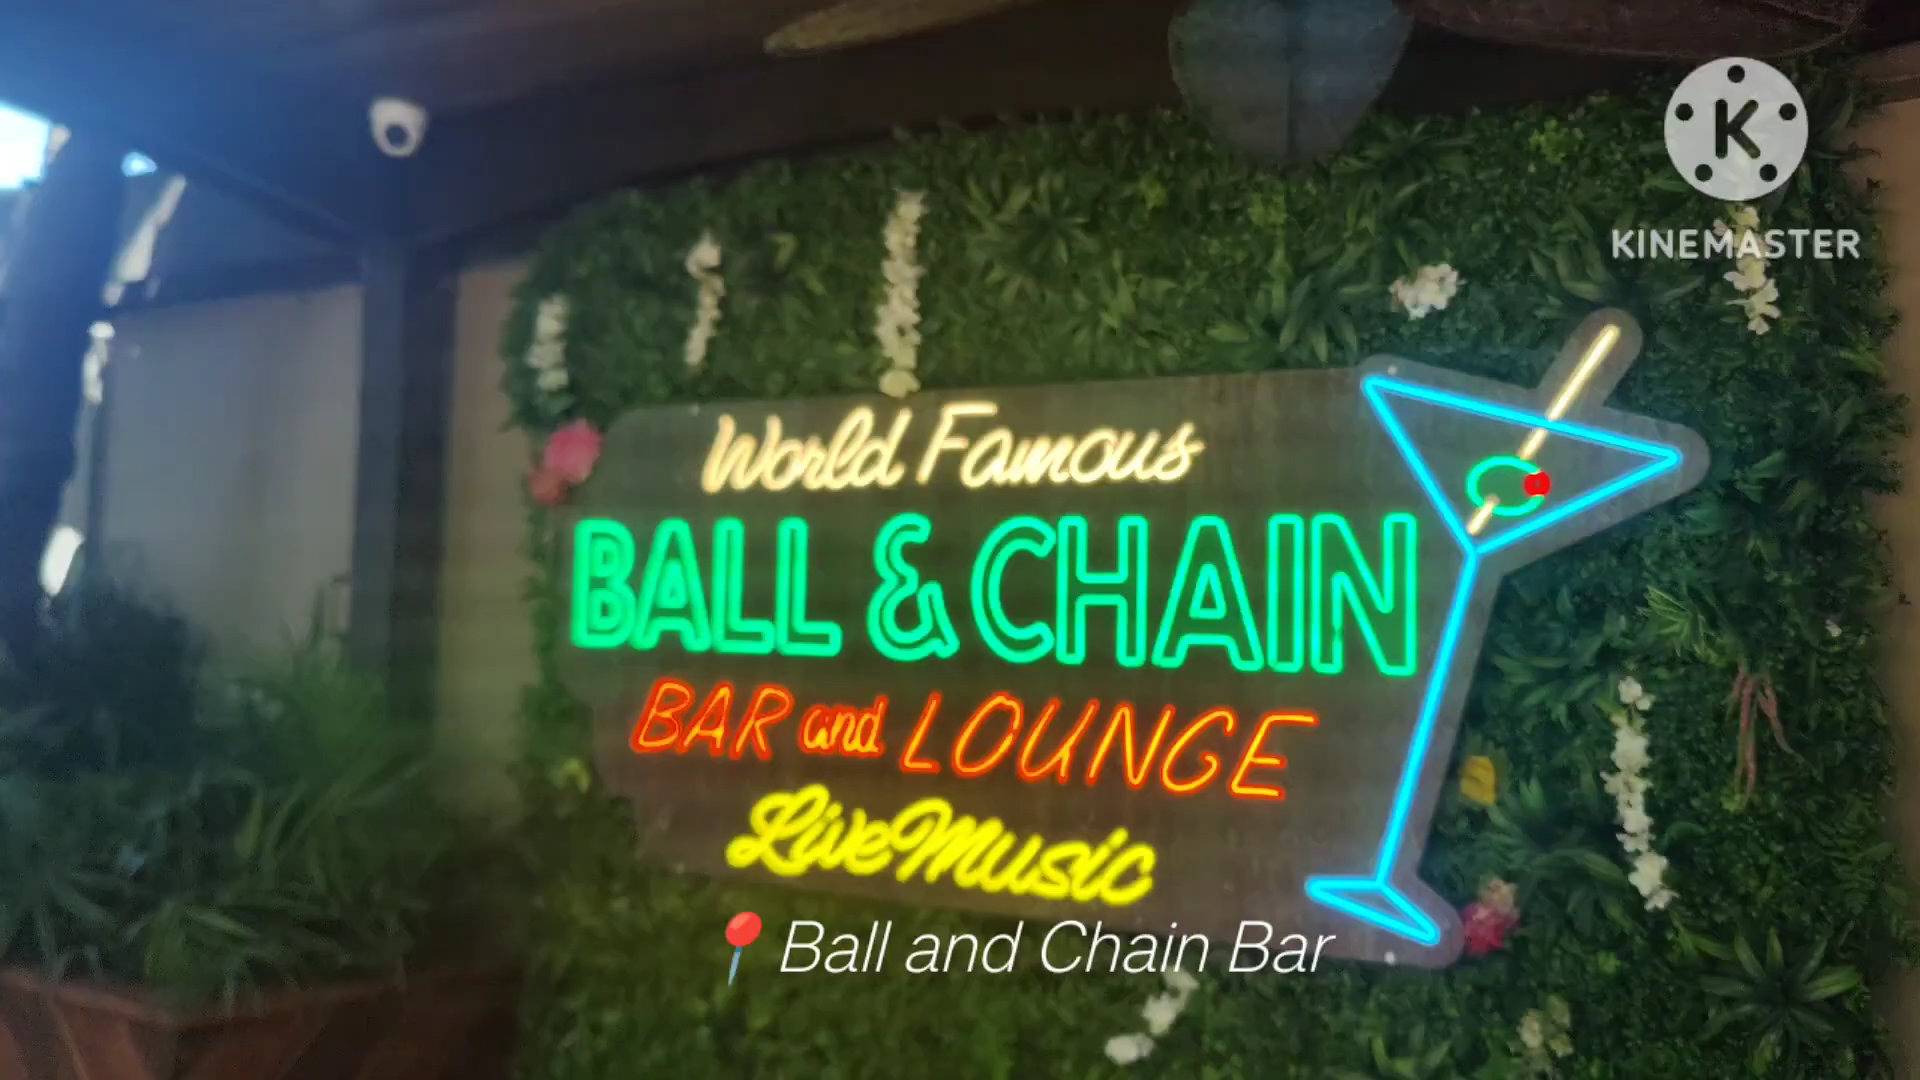 K
KINEMASTER
World Famous
BALL & CHAIN
BAR and LOUNGE
Live Music
📍 Ball and Chain Bar